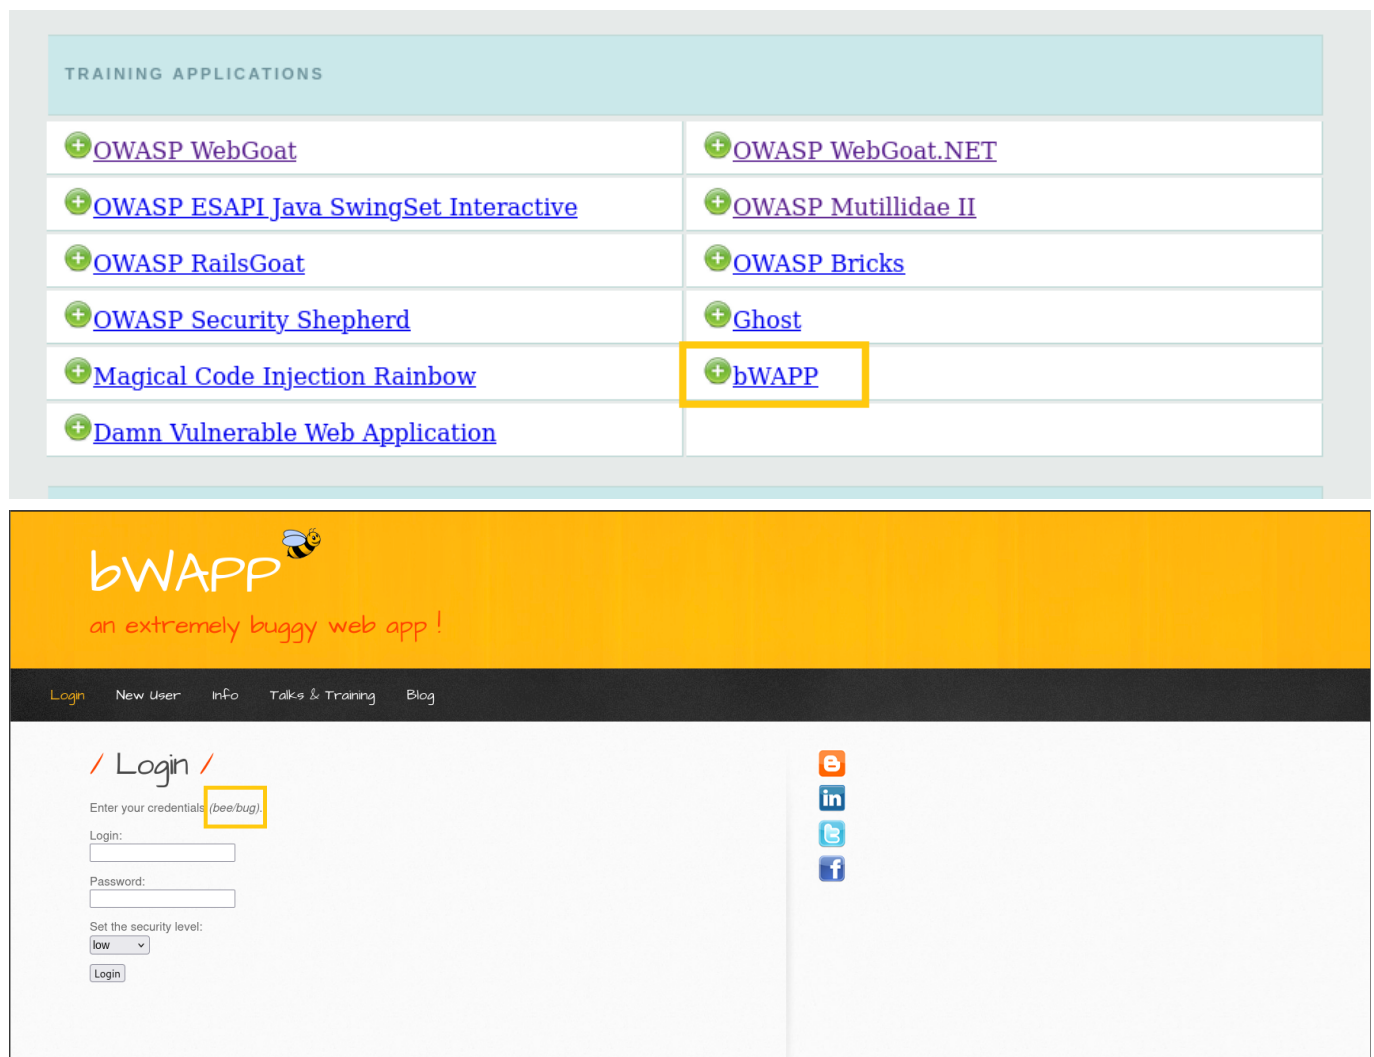 TRAINING APPLICATIONS
OWASP WebGoat
OWASP WebGoat.NET
OWASP ESAPI Java SwingSet Interactive
OWASP Mutillidae II
OWASP RailsGoat
OWASP Bricks
OWASP Security Shepherd
Ghost
Magical Code Injection Rainbow
bWAPP
Damn Vulnerable Web Application
bWAPP
an extremely buggy web app !
Login New User Info Talks & Training Blog
/ Login /
Enter your credentials (bee/bug).
Login:
Password:
Set the security level:
low
Login